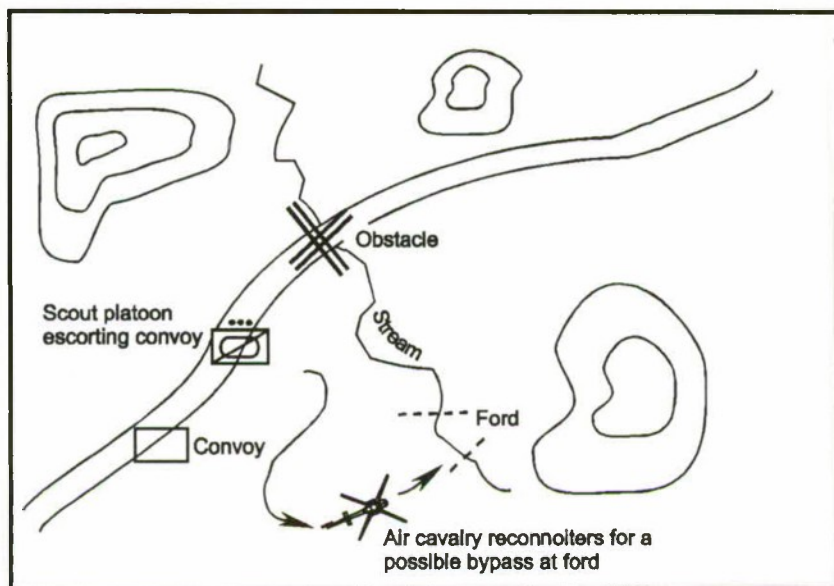 Obstacle
Scout platoon
escorting convoy
Stream
Ford
Convoy
Air cavalry reconnoiters for a
possible bypass at ford